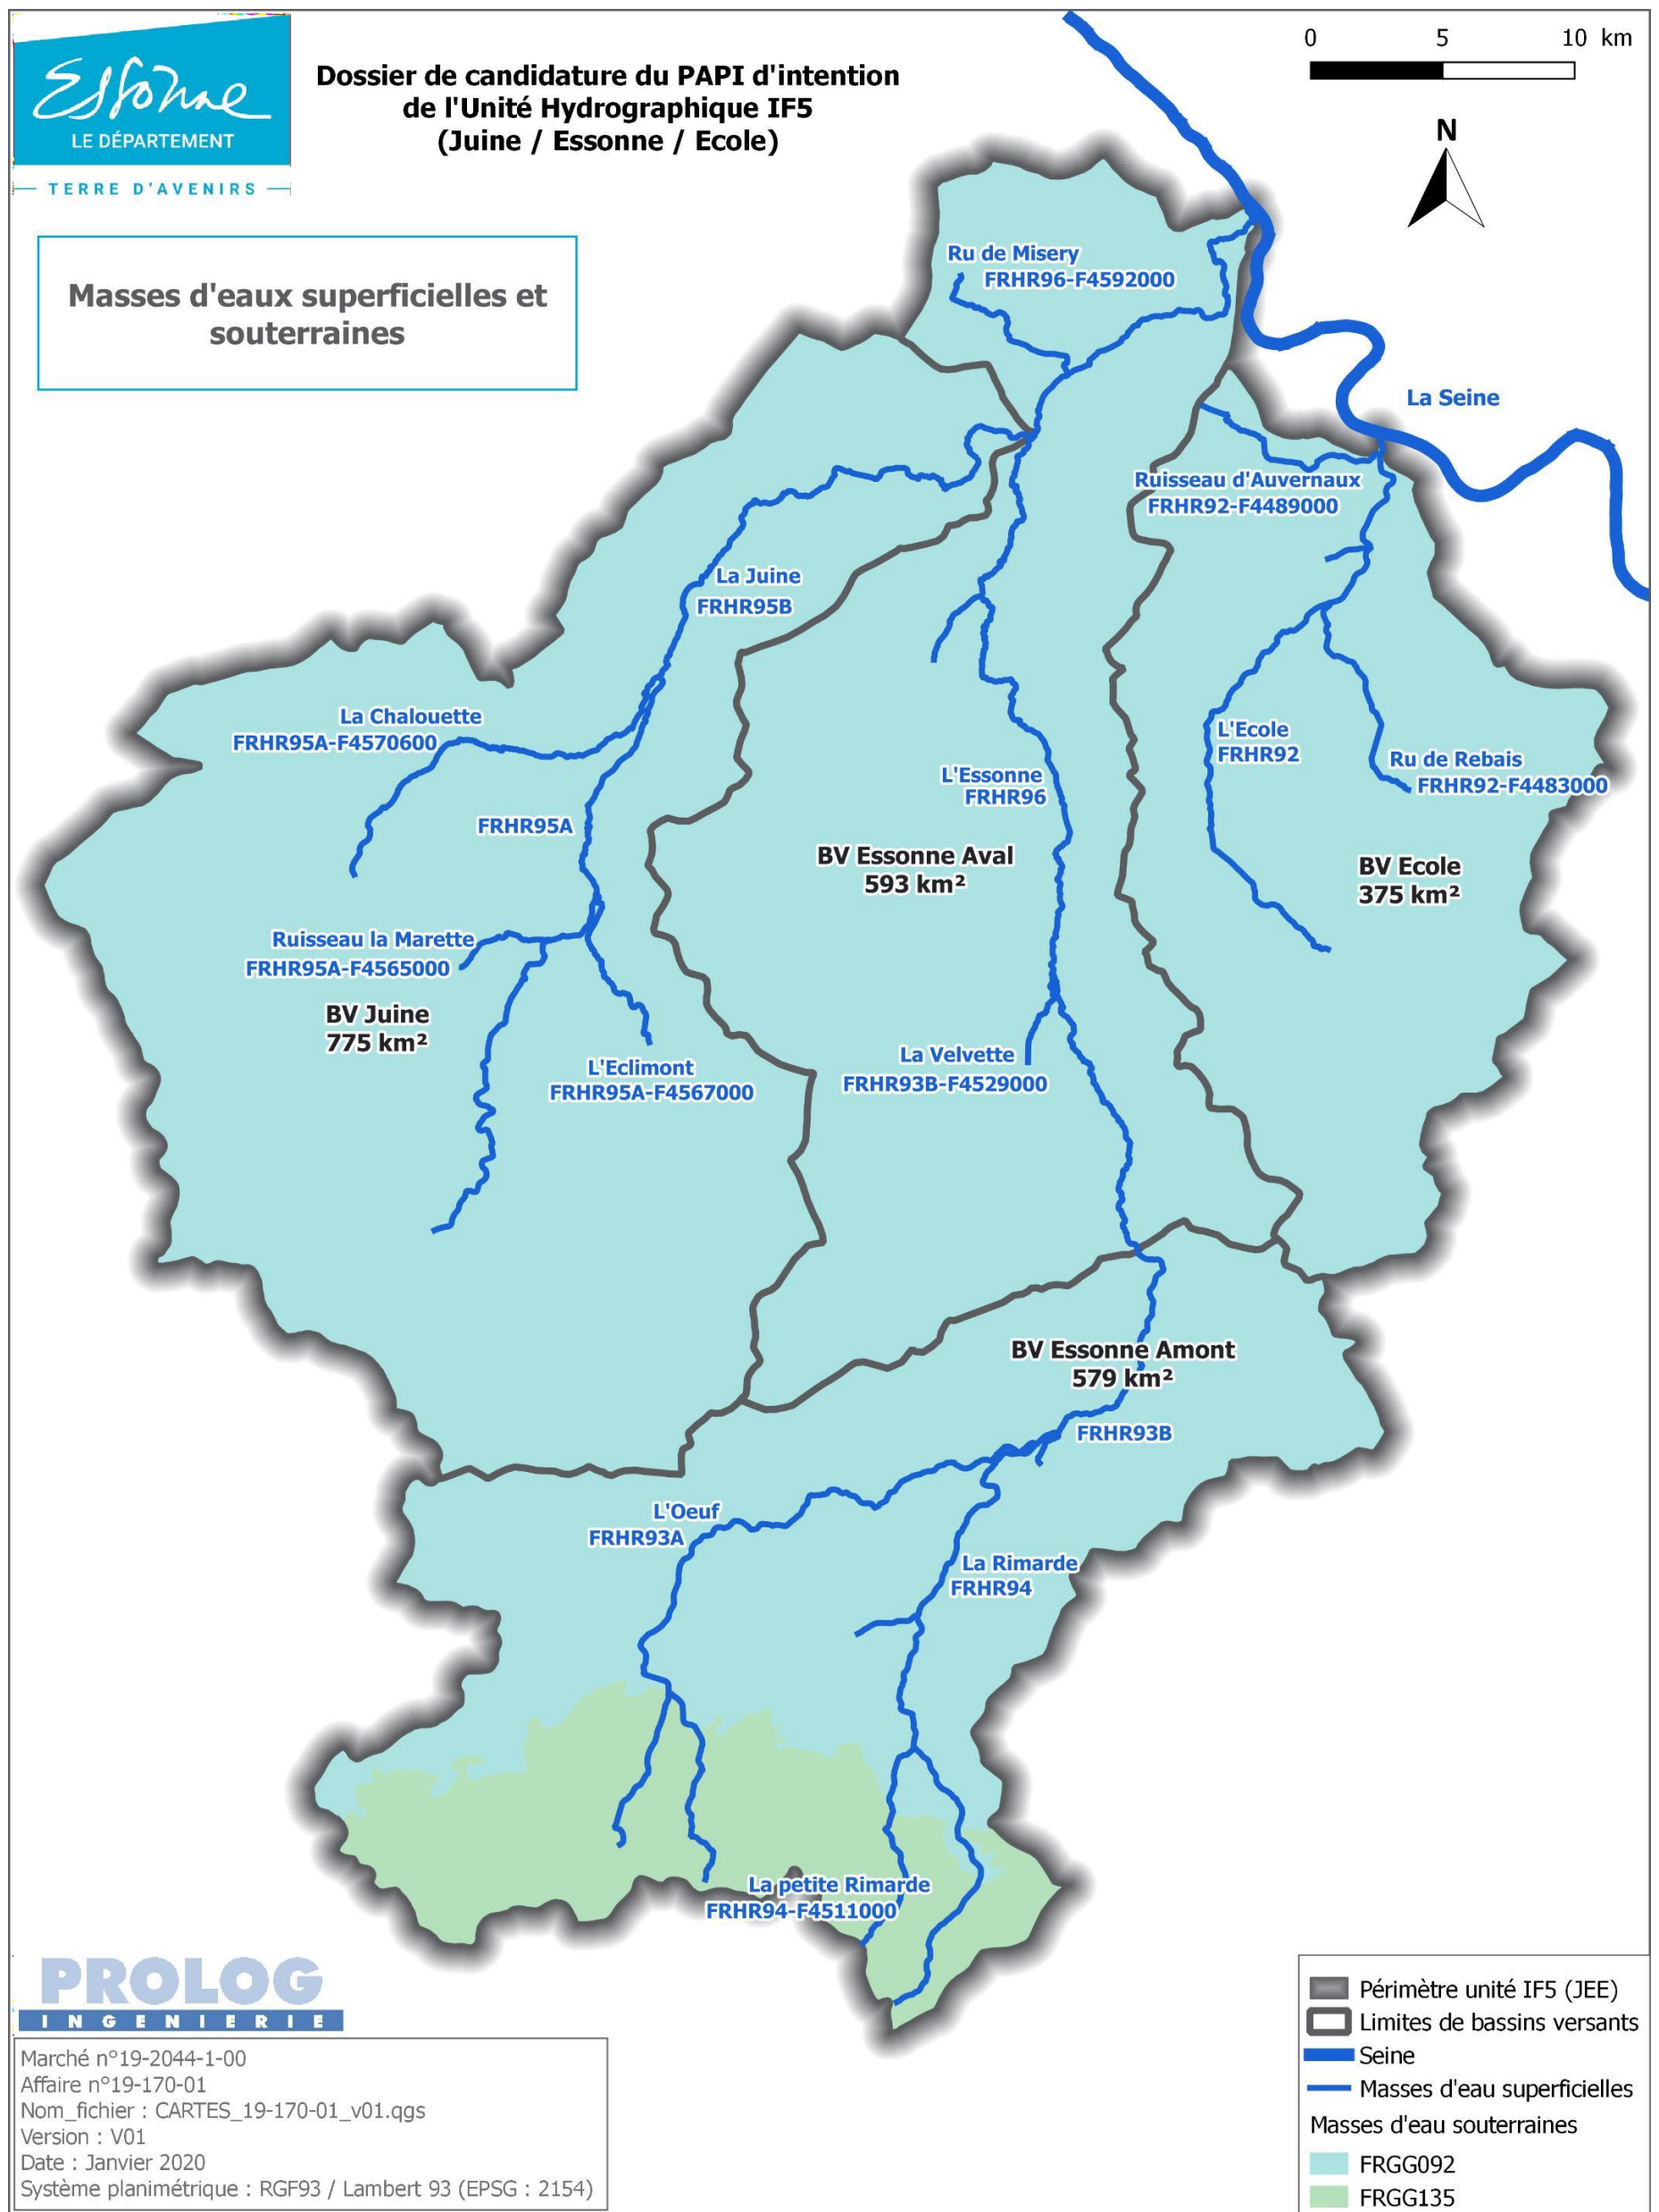 Essonne
LE DÉPARTEMENT
TERRE D'AVENIRS
Dossier de candidature du PAPI d'intention
de l'Unité Hydrographique IF5
(Juine / Essonne / Ecole)
0 5 10 km
N
Masses d'eaux superficielles et
souterraines
Ru de Misery
FRHR96-F4592000
La Seine
Ruisseau d'Auvernaux
FRHR92-F4489000
La Juine
FRHR95B
La Chalouette
FRHR95A-F4570600
L'Ecole
FRHR92
Ru de Rebais
FRHR92-F4483000
L'Essonne
FRHR96
FRHR95A
BV Essonne Aval
593 km²
BV Ecole
375 km²
Ruisseau la Marette
FRHR95A-F4565000
BV Juine
775 km²
L'Eclimont
FRHR95A-F4567000
La Velvette
FRHR93B-F4529000
BV Essonne Amont
579 km²
FRHR93B
L'Oeuf
FRHR93A
La Rimarde
FRHR94
La petite Rimarde
FRHR94-F4511000
PROLOG
INGENIERIE
Marché n°19-2044-1-00
Affaire n°19-170-01
Nom_fichier : CARTES_19-170-01_v01.qgs
Version : V01
Date : Janvier 2020
Système planimétrique : RGF93 / Lambert 93 (EPSG : 2154)
Périmètre unité IF5 (JEE)
Limites de bassins versants
Seine
Masses d'eau superficielles
Masses d'eau souterraines
FRGG092
FRGG135